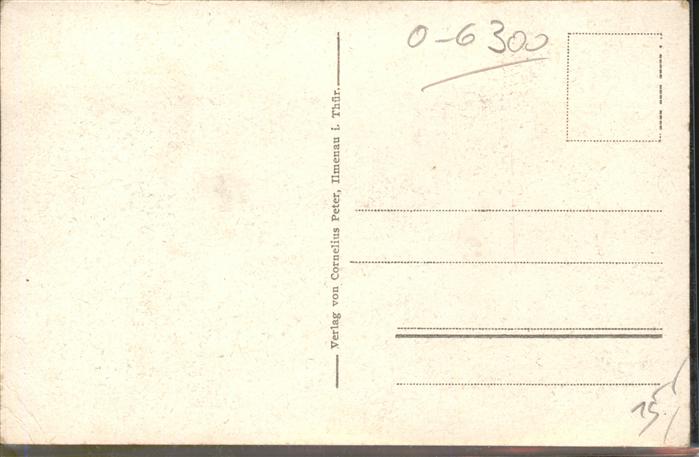 0-6300
Verlag von Cornelius Peter, Ilmenau i. Thür.
15,-